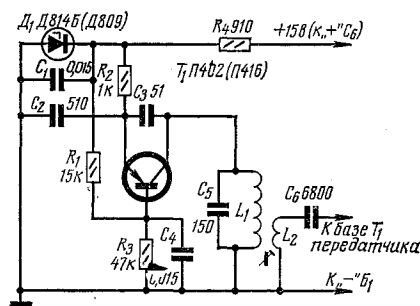 Д₁ Д814Б(Д809)
R₄ 910
+15В (к „+"С₆)
C₁ 0,015
R₂ 1к
T₁ П402 (П416)
C₂ 510
C₃ 51
R₁ 15к
C₅ 150
L₁
L₂
C₆ 6800
К базе T₁
передатчика
R₃ 47к
C₄
0,015
К „–"Б₁